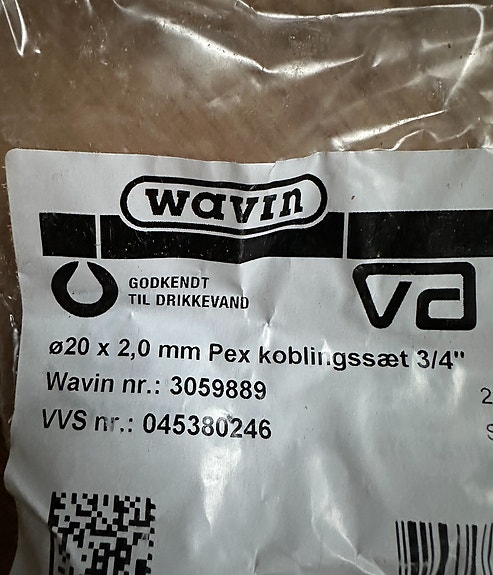 wavin
GODKENDT
TIL DRIKKEVAND
va
ø20 x 2,0 mm Pex koblingssæt 3/4"
Wavin nr.: 3059889
2
VVS nr.: 045380246
S